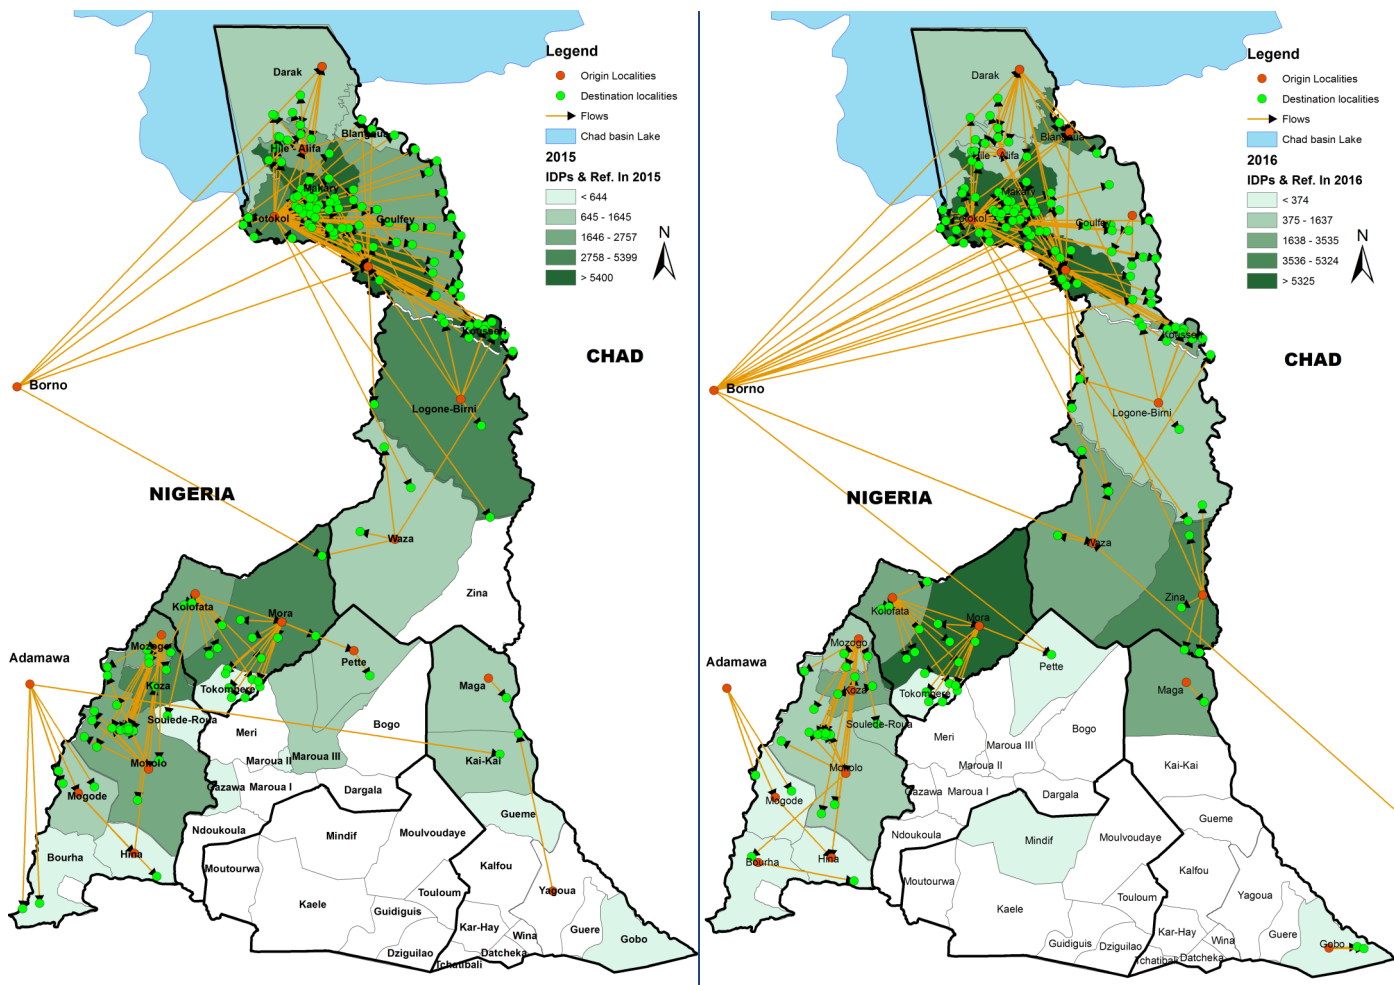 Legend
Origin Localities
Destination localities
Flows
Chad basin Lake
2015
IDPs & Ref. In 2015
< 644
645 - 1645
1646 - 2757
2758 - 5399
> 5400
N
Darak
Blangoua
Hile - Alifa
Makary
Fotokol
Goulfey
Kousseri
CHAD
Borno
Logone-Birni
NIGERIA
Waza
Zina
Kolofata
Mora
Mozogo
Adamawa
Pette
Koza
Tokombere
Maga
Soulede-Roua
Bogo
Meri
Mokolo
Maroua II
Maroua III
Kai-Kai
Mogode
Gazawa
Maroua I
Dargala
Gueme
Ndoukoula
Mindif
Moulvoudaye
Bourha
Hina
Moutourwa
Kalfou
Yagoua
Touloum
Kaele
Guidiguis
Kar-Hay
Wina
Guere
Gobo
Dziguilao
Datcheka
Tchatibali
Legend
Origin Localities
Destination localities
Flows
Chad basin Lake
2016
IDPs & Ref. In 2016
< 374
375 - 1637
1638 - 3535
3536 - 5324
> 5325
N
Darak
Blangoua
Hile - Alifa
Makary
Fotokol
Goulfey
Kousseri
CHAD
Borno
Logone-Birni
NIGERIA
Waza
Zina
Kolofata
Mora
Mozogo
Adamawa
Pette
Koza
Tokombere
Maga
Soulede-Roua
Bogo
Meri
Maroua III
Mokolo
Maroua II
Kai-Kai
Mogode
Gazawa
Maroua I
Dargala
Gueme
Ndoukoula
Mindif
Moulvoudaye
Bourha
Hina
Kalfou
Moutourwa
Yagoua
Touloum
Kaele
Guidiguis
Dziguilao
Kar-Hay
Wina
Guere
Gobo
Tchatibali
Datcheka